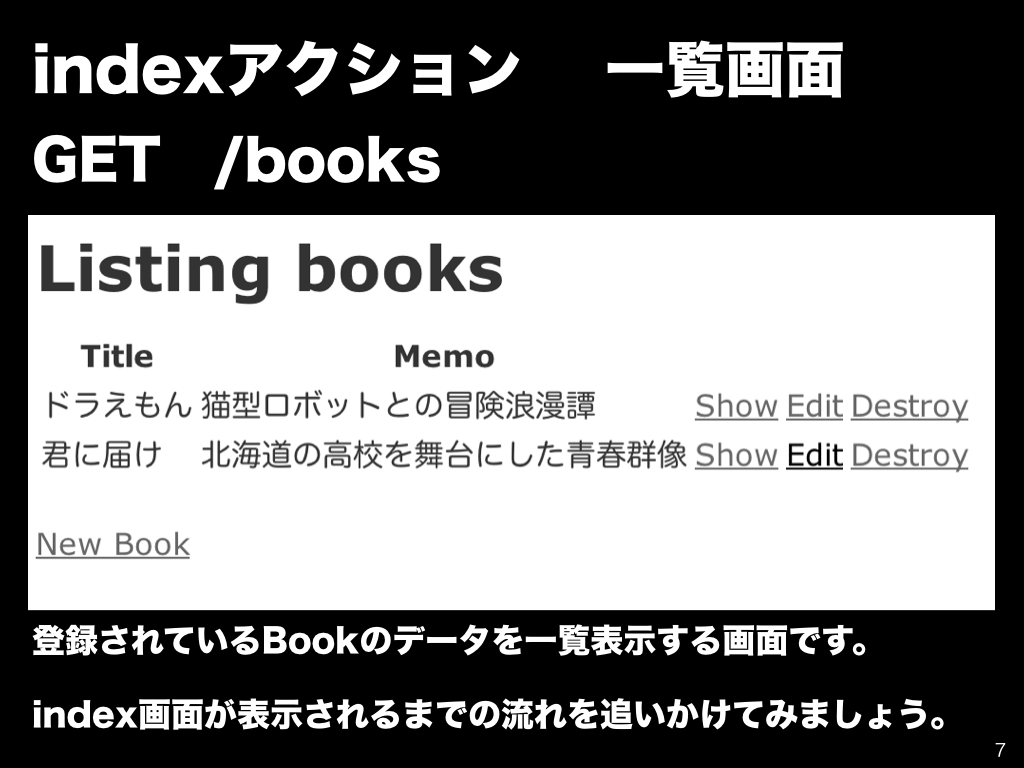 indexアクション　一覧画面
GET /books
Listing books
Title Memo
ドラえもん 猫型ロボットとの冒険浪漫譚 Show Edit Destroy
君に届け 北海道の高校を舞台にした青春群像 Show Edit Destroy
New Book
登録されているBookのデータを一覧表示する画面です。
index画面が表示されるまでの流れを追いかけてみましょう。
7